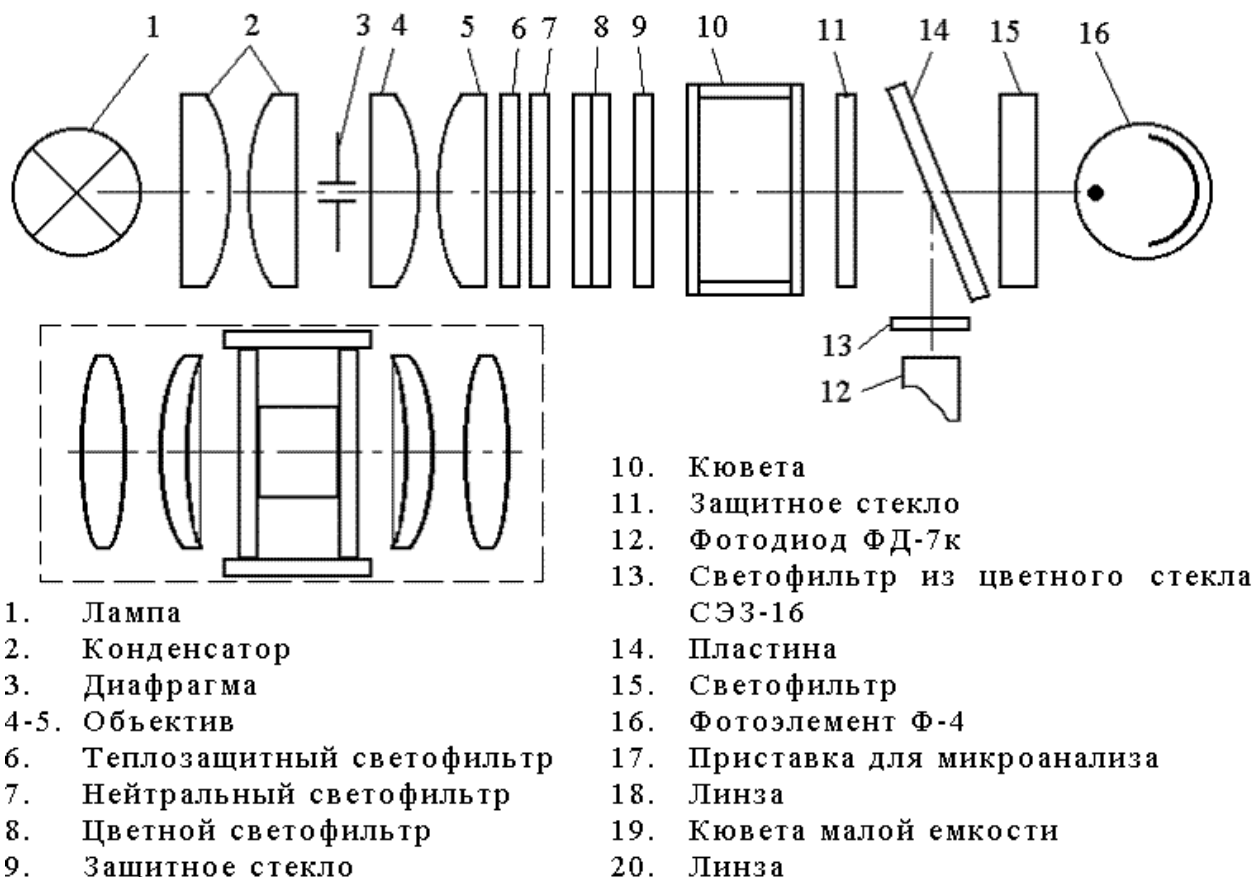 1 2 3 4 5 6 7 8 9 10 11 14 15 16
13
12
10. Кювета
11. Защитное стекло
12. Фотодиод ФД-7к
13. Светофильтр из цветного стекла
СЭЗ-16
14. Пластина
15. Светофильтр
16. Фотоэлемент Ф-4
17. Приставка для микроанализа
18. Линза
19. Кювета малой емкости
20. Линза
1. Лампа
2. Конденсатор
3. Диафрагма
4-5. Объектив
6. Теплозащитный светофильтр
7. Нейтральный светофильтр
8. Цветной светофильтр
9. Защитное стекло